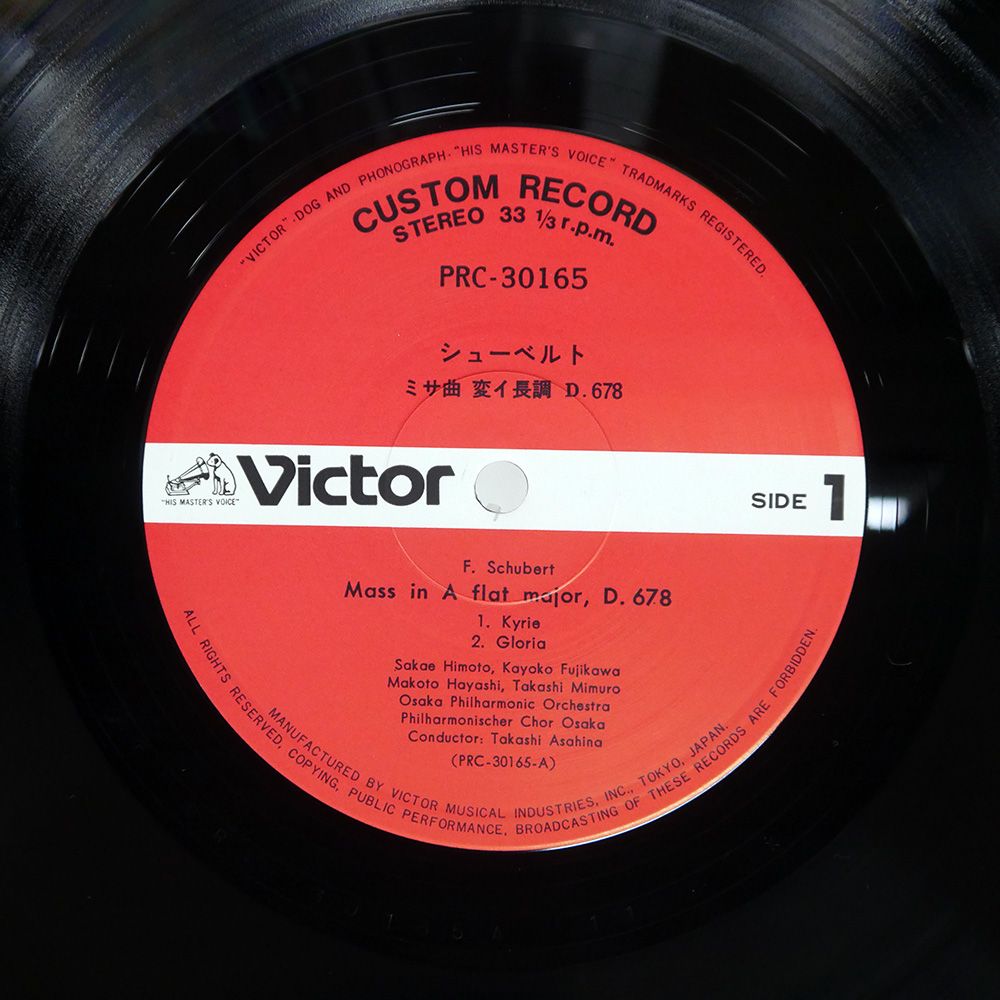 "VICTOR"·DOG AND PHONOGRAPH·"HIS MASTER'S VOICE" TRADMARKS REGISTERED.
CUSTOM RECORD
STEREO 33 1/3 r.p.m.
PRC-30165
シューベルト
ミサ曲 変イ長調 D.678
"HIS MASTER'S VOICE"
Victor
SIDE 1
F. Schubert
Mass in A flat major, D. 678
1. Kyrie
2. Gloria
Sakae Himoto, Kayoko Fujikawa
Makoto Hayashi, Takashi Mimuro
Osaka Philharmonic Orchestra
Philharmonischer Chor Osaka
Conductor: Takashi Asahina
(PRC-30165-A)
MANUFACTURED BY VICTOR MUSICAL INDUSTRIES, INC., TOKYO, JAPAN.
ALL RIGHTS RESERVED, COPYING, PUBLIC PERFORMANCE, BROADCASTING OF THESE RECORDS ARE FORBIDDEN.